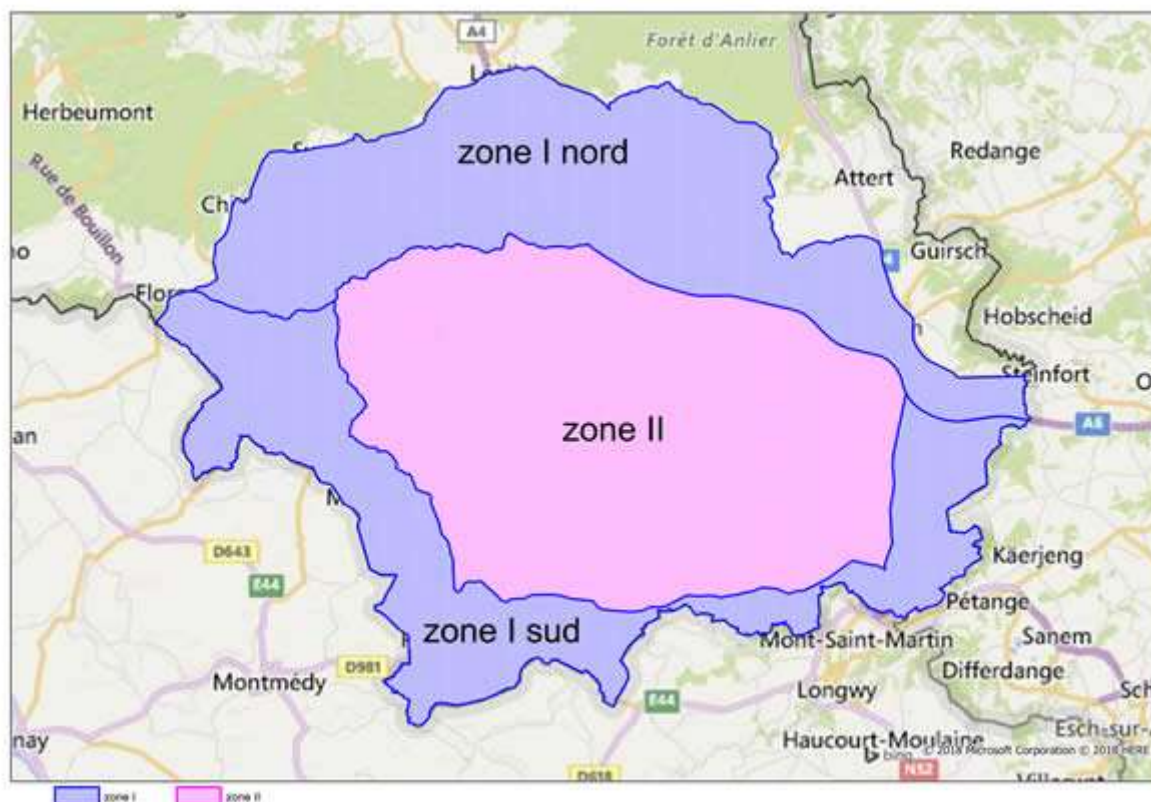 A4
Forêt d'Anlier
Herbeumont
zone I nord
Redange
Attert
Rue de Bouillon
Guirsch
Hobscheid
Steinfort
zone II
A6
D643
E44
Kaerjeng
Pétange
zone I sud
Mont-Saint-Martin
Sanem
D981
Differdange
Montmédy
Longwy
E44
Haucourt-Moulaine
bing
© 2018 Microsoft Corporation © 2018 HERE
N52
D618
zone I
zone II